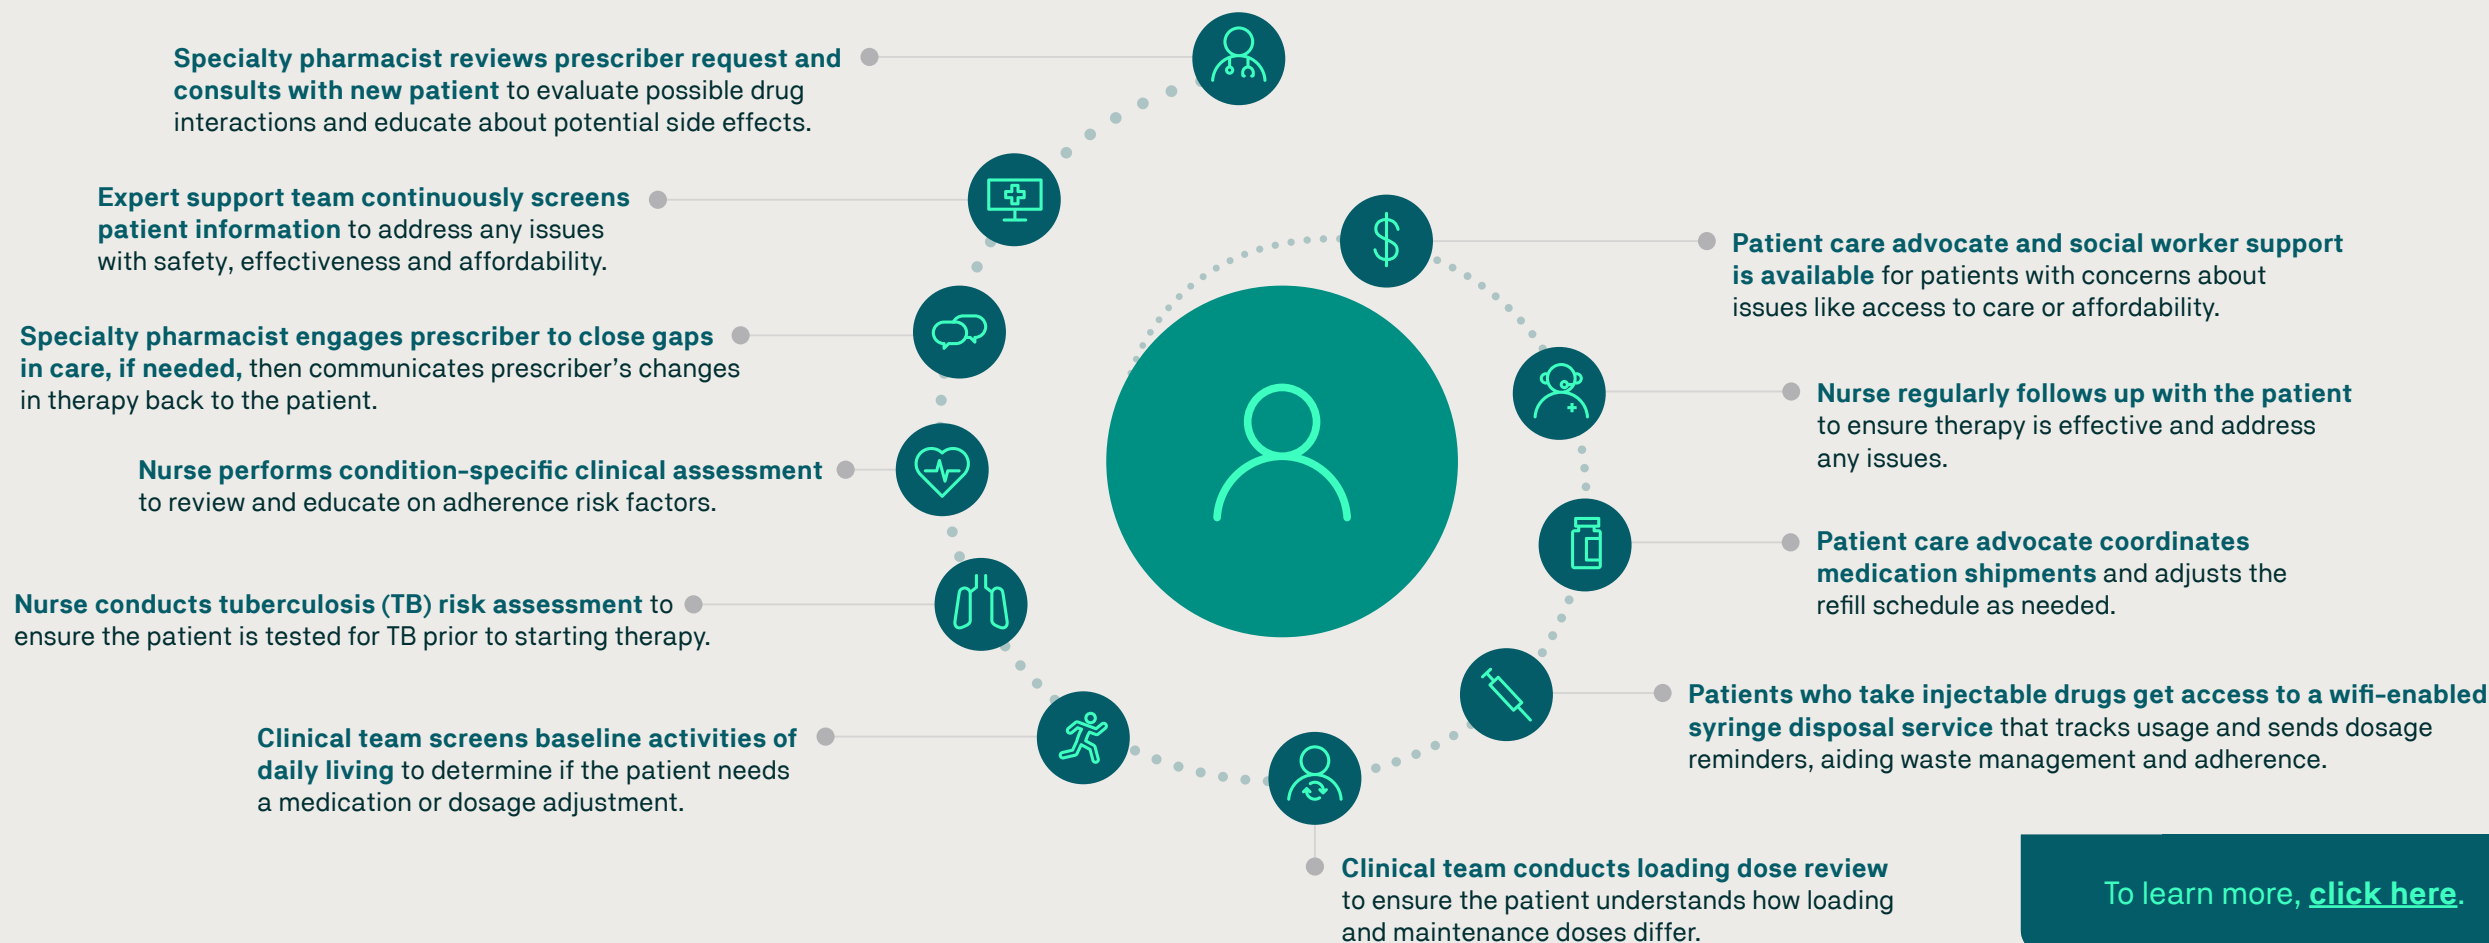 Specialty pharmacist reviews prescriber request and
consults with new patient to evaluate possible drug
interactions and educate about potential side effects.
Expert support team continuously screens
patient information to address any issues
with safety, effectiveness and affordability.
Specialty pharmacist engages prescriber to close gaps
in care, if needed, then communicates prescriber’s changes
in therapy back to the patient.
Nurse performs condition-specific clinical assessment
to review and educate on adherence risk factors.
Nurse conducts tuberculosis (TB) risk assessment to
ensure the patient is tested for TB prior to starting therapy.
Clinical team screens baseline activities of
daily living to determine if the patient needs
a medication or dosage adjustment.
Clinical team conducts loading dose review
to ensure the patient understands how loading
and maintenance doses differ.
Patients who take injectable drugs get access to a wifi-enabled
syringe disposal service that tracks usage and sends dosage
reminders, aiding waste management and adherence.
Patient care advocate coordinates
medication shipments and adjusts the
refill schedule as needed.
Nurse regularly follows up with the patient
to ensure therapy is effective and address
any issues.
Patient care advocate and social worker support
is available for patients with concerns about
issues like access to care or affordability.
$
To learn more, click here.